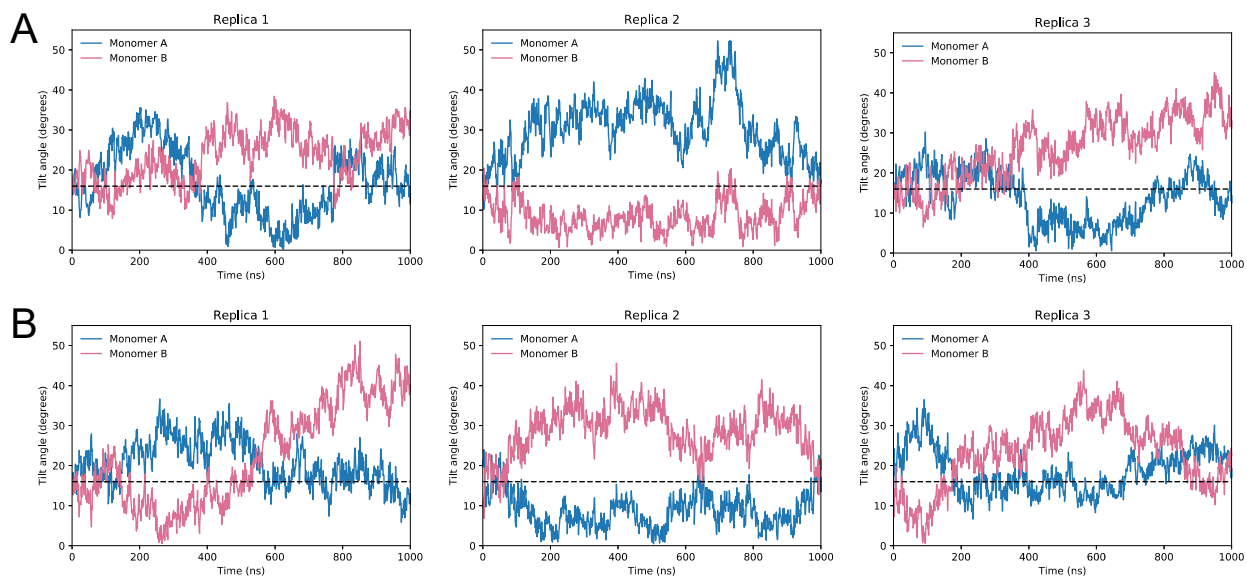 A
Replica 1
Replica 2
Replica 3
Monomer A
Monomer B
Monomer A
Monomer B
Monomer A
Monomer B
Tilt angle (degrees)
Tilt angle (degrees)
Tilt angle (degrees)
50
40
30
20
10
0
50
40
30
20
10
0
50
40
30
20
10
0
0 200 400 600 800 1000
0 200 400 600 800 1000
0 200 400 600 800 1000
Time (ns)
Time (ns)
Time (ns)
B
Replica 1
Replica 2
Replica 3
Monomer A
Monomer B
Monomer A
Monomer B
Monomer A
Monomer B
Tilt angle (degrees)
Tilt angle (degrees)
Tilt angle (degrees)
50
40
30
20
10
0
50
40
30
20
10
0
50
40
30
20
10
0
0 200 400 600 800 1000
0 200 400 600 800 1000
0 200 400 600 800 1000
Time (ns)
Time (ns)
Time (ns)